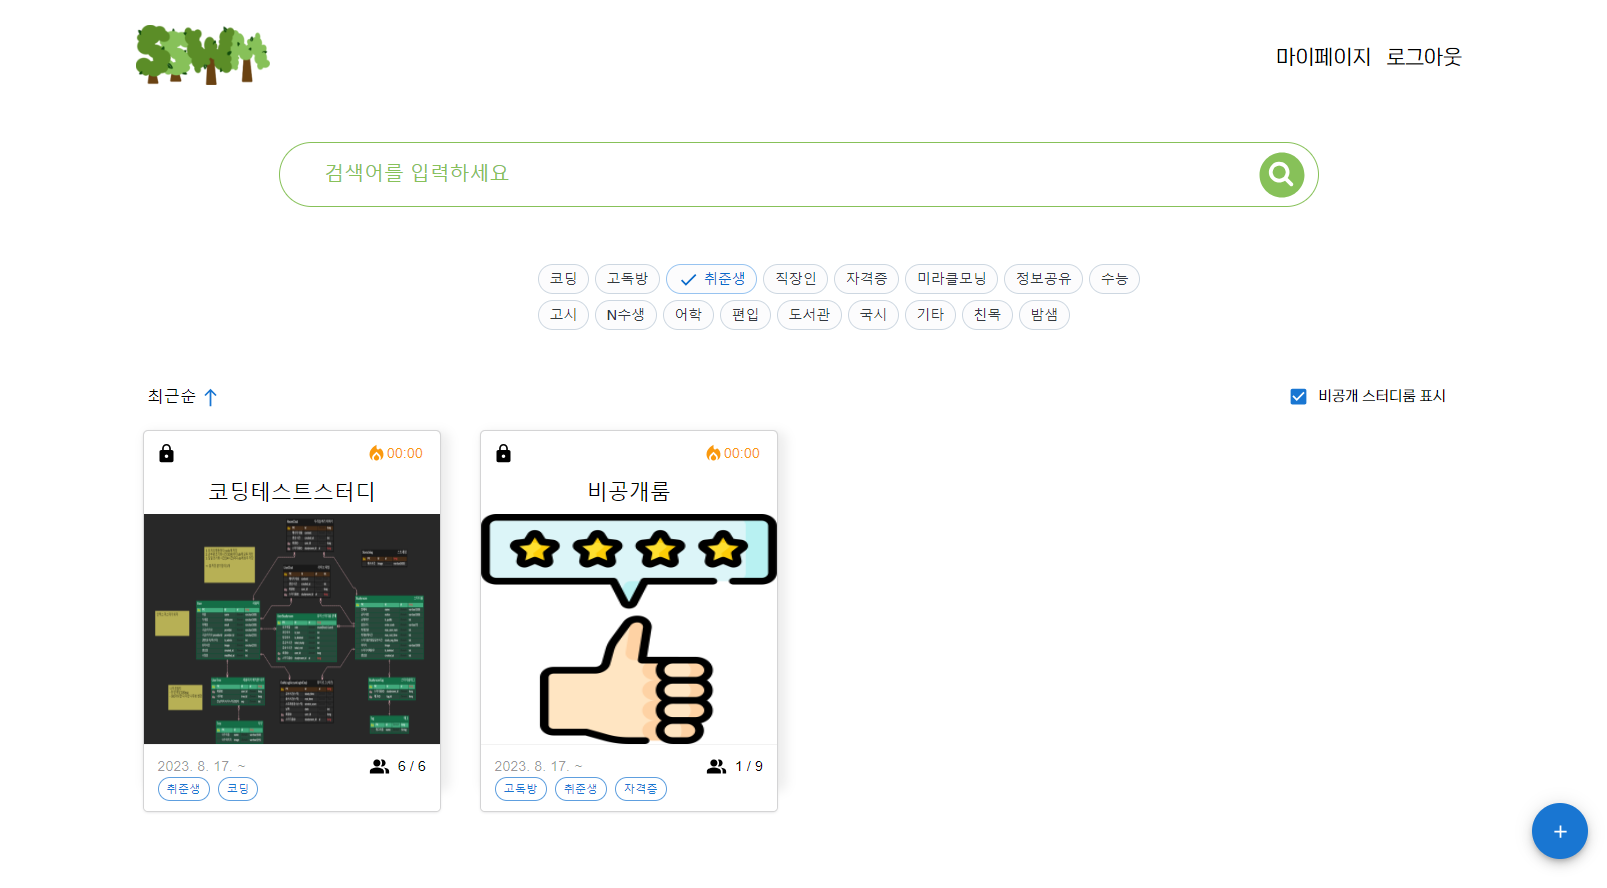 SSWM
마이페이지 로그아웃
검색어를 입력하세요
코딩 고독방 취준생 직장인 자격증 미라클모닝 정보공유 수능
고시 N수생 어학 편입 도서관 국시 기타 친목 밤샘
최근순
비공개 스터디룸 표시
00:00
코딩테스트스터디
2023. 8. 17. ~
6 / 6
취준생 코딩
00:00
비공개룸
2023. 8. 17. ~
1 / 9
고독방 취준생 자격증